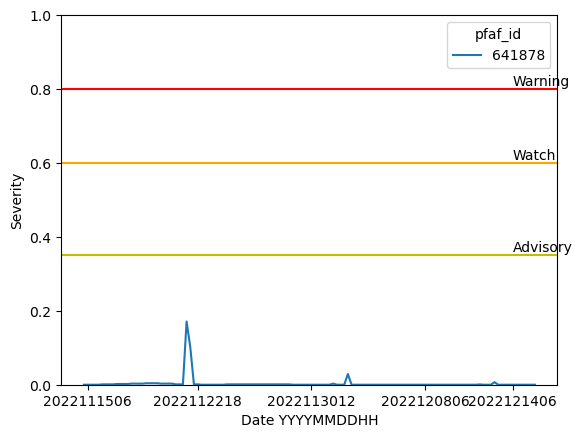 1.0
pfaf_id
641878
Warning
0.8
Watch
0.6
Severity
0.4
Advisory
0.2
0.0
2022111506 2022112218 2022113012 2022120806 2022121406
Date YYYYMMDDHH